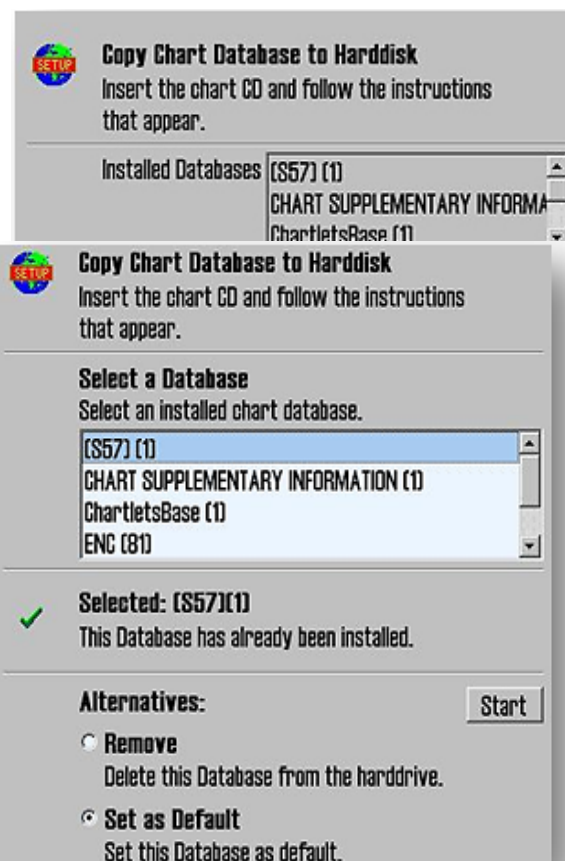 SETUP
Copy Chart Database to Harddisk
Insert the chart CD and follow the instructions
that appear.
Installed Databases
(S57) (1)
CHART SUPPLEMENTARY INFORMA
ChartletsBase (1)
SETUP
Copy Chart Database to Harddisk
Insert the chart CD and follow the instructions
that appear.
Select a Database
Select an installed chart database.
(S57) (1)
CHART SUPPLEMENTARY INFORMATION (1)
ChartletsBase (1)
ENC (81)
Selected: (S57)(1)
This Database has already been installed.
Alternatives:
Start
Remove
Delete this Database from the harddrive.
Set as Default
Set this Database as default.